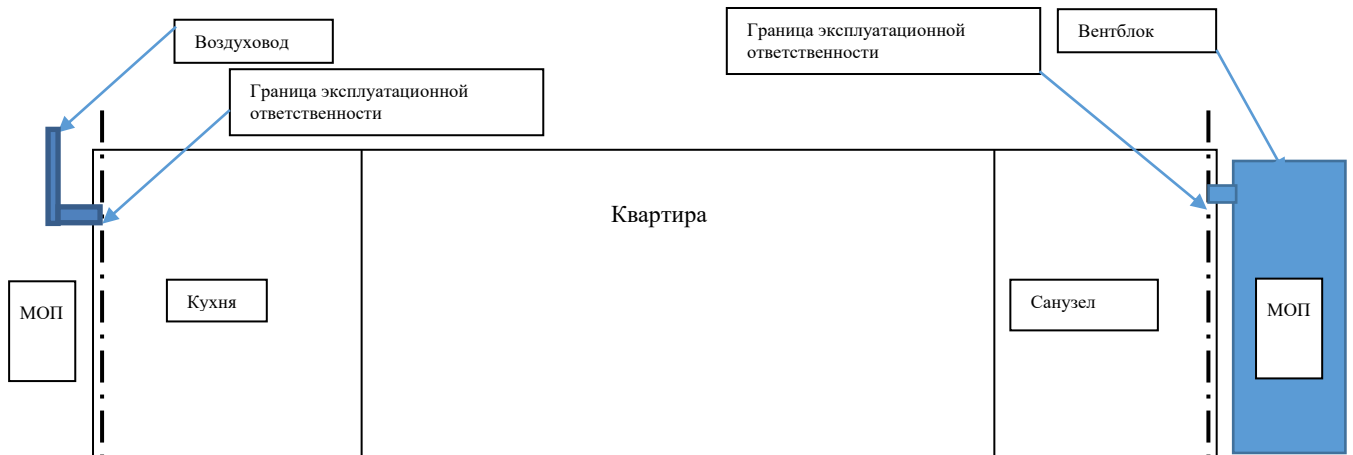 Воздуховод
Граница эксплуатационной
ответственности
Вентблок
Граница эксплуатационной
ответственности
Квартира
МОП
Кухня
Санузел
МОП